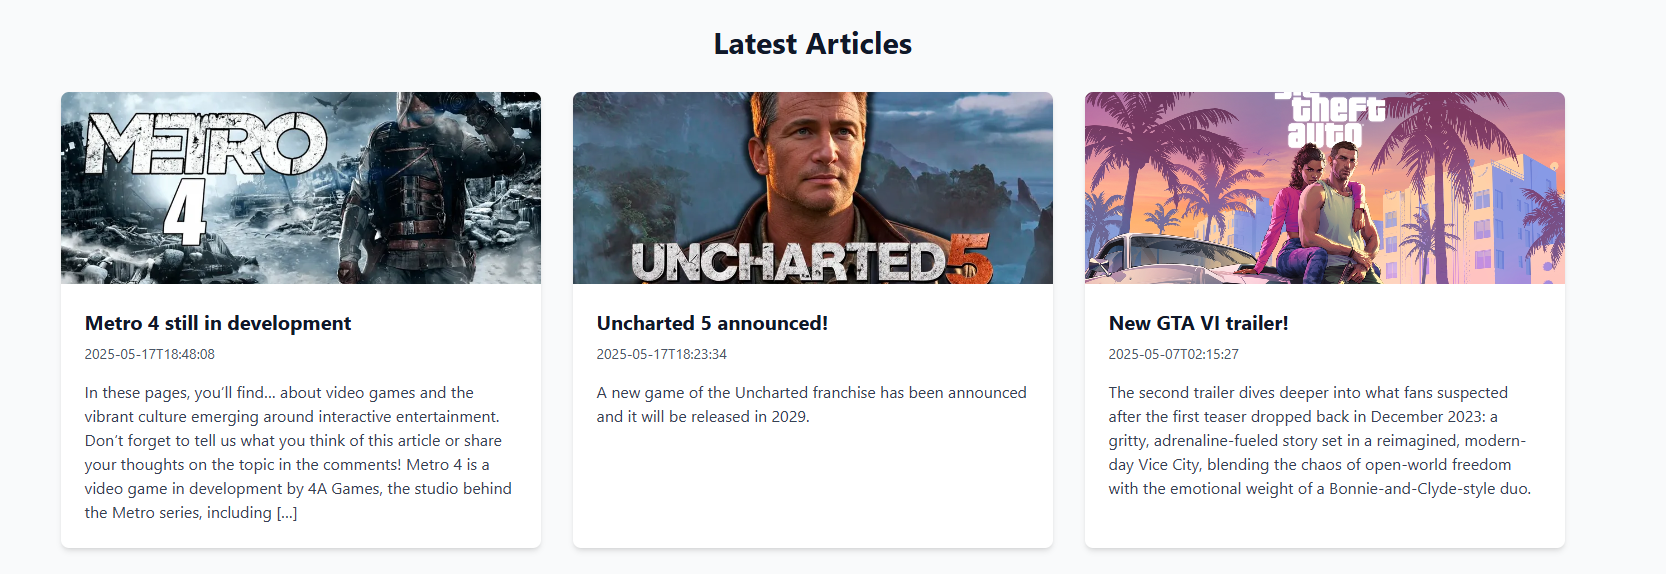 Latest Articles
METRO
4
Metro 4 still in development
2025-05-17T18:48:08
In these pages, you’ll find… about video games and the
vibrant culture emerging around interactive entertainment.
Don’t forget to tell us what you think of this article or share
your thoughts on the topic in the comments! Metro 4 is a
video game in development by 4A Games, the studio behind
the Metro series, including […]
UNCHARTED 5
Uncharted 5 announced!
2025-05-17T18:23:34
A new game of the Uncharted franchise has been announced
and it will be released in 2029.
theft
auto
New GTA VI trailer!
2025-05-07T02:15:27
The second trailer dives deeper into what fans suspected
after the first teaser dropped back in December 2023: a
gritty, adrenaline-fueled story set in a reimagined, modern-
day Vice City, blending the chaos of open-world freedom
with the emotional weight of a Bonnie-and-Clyde-style duo.